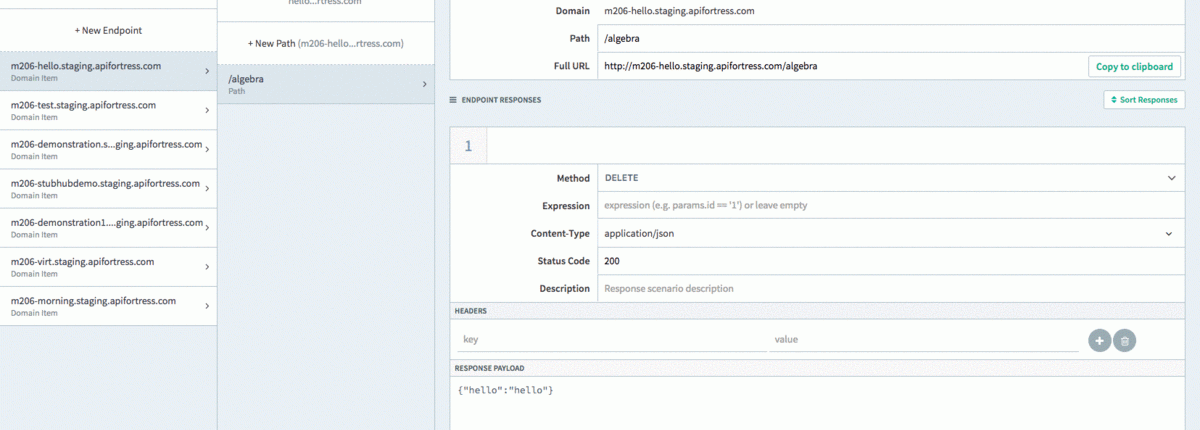 + New Endpoint
m206-hello.staging.apifortress.com
Domain Item
m206-test.staging.apifortress.com
Domain Item
m206-demonstration.s...ging.apifortress.com
Domain Item
m206-stubhubdemo.staging.apifortress.com
Domain Item
m206-demonstration1....ging.apifortress.com
Domain Item
m206-virt.staging.apifortress.com
Domain Item
m206-morning.staging.apifortress.com
Domain Item
hello...rtress.com
+ New Path (m206-hello...rtress.com)
/algebra
Path
Domain m206-hello.staging.apifortress.com
Path /algebra
Full URL http://m206-hello.staging.apifortress.com/algebra Copy to clipboard
ENDPOINT RESPONSES Sort Responses
1
Method DELETE
Expression expression (e.g. params.id == '1') or leave empty
Content-Type application/json
Status Code 200
Description Response scenario description
HEADERS
key value
RESPONSE PAYLOAD
{"hello":"hello"}